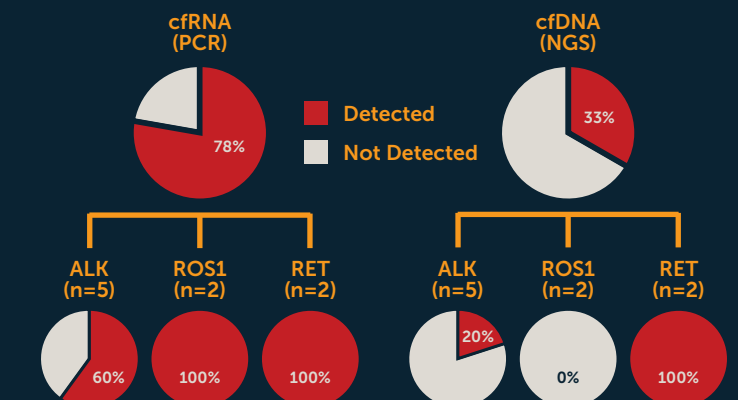 cfRNA
(PCR)
78%
Detected
Not Detected
cfDNA
(NGS)
33%
ALK
(n=5)
60%
ROS1
(n=2)
100%
RET
(n=2)
100%
ALK
(n=5)
20%
ROS1
(n=2)
0%
RET
(n=2)
100%